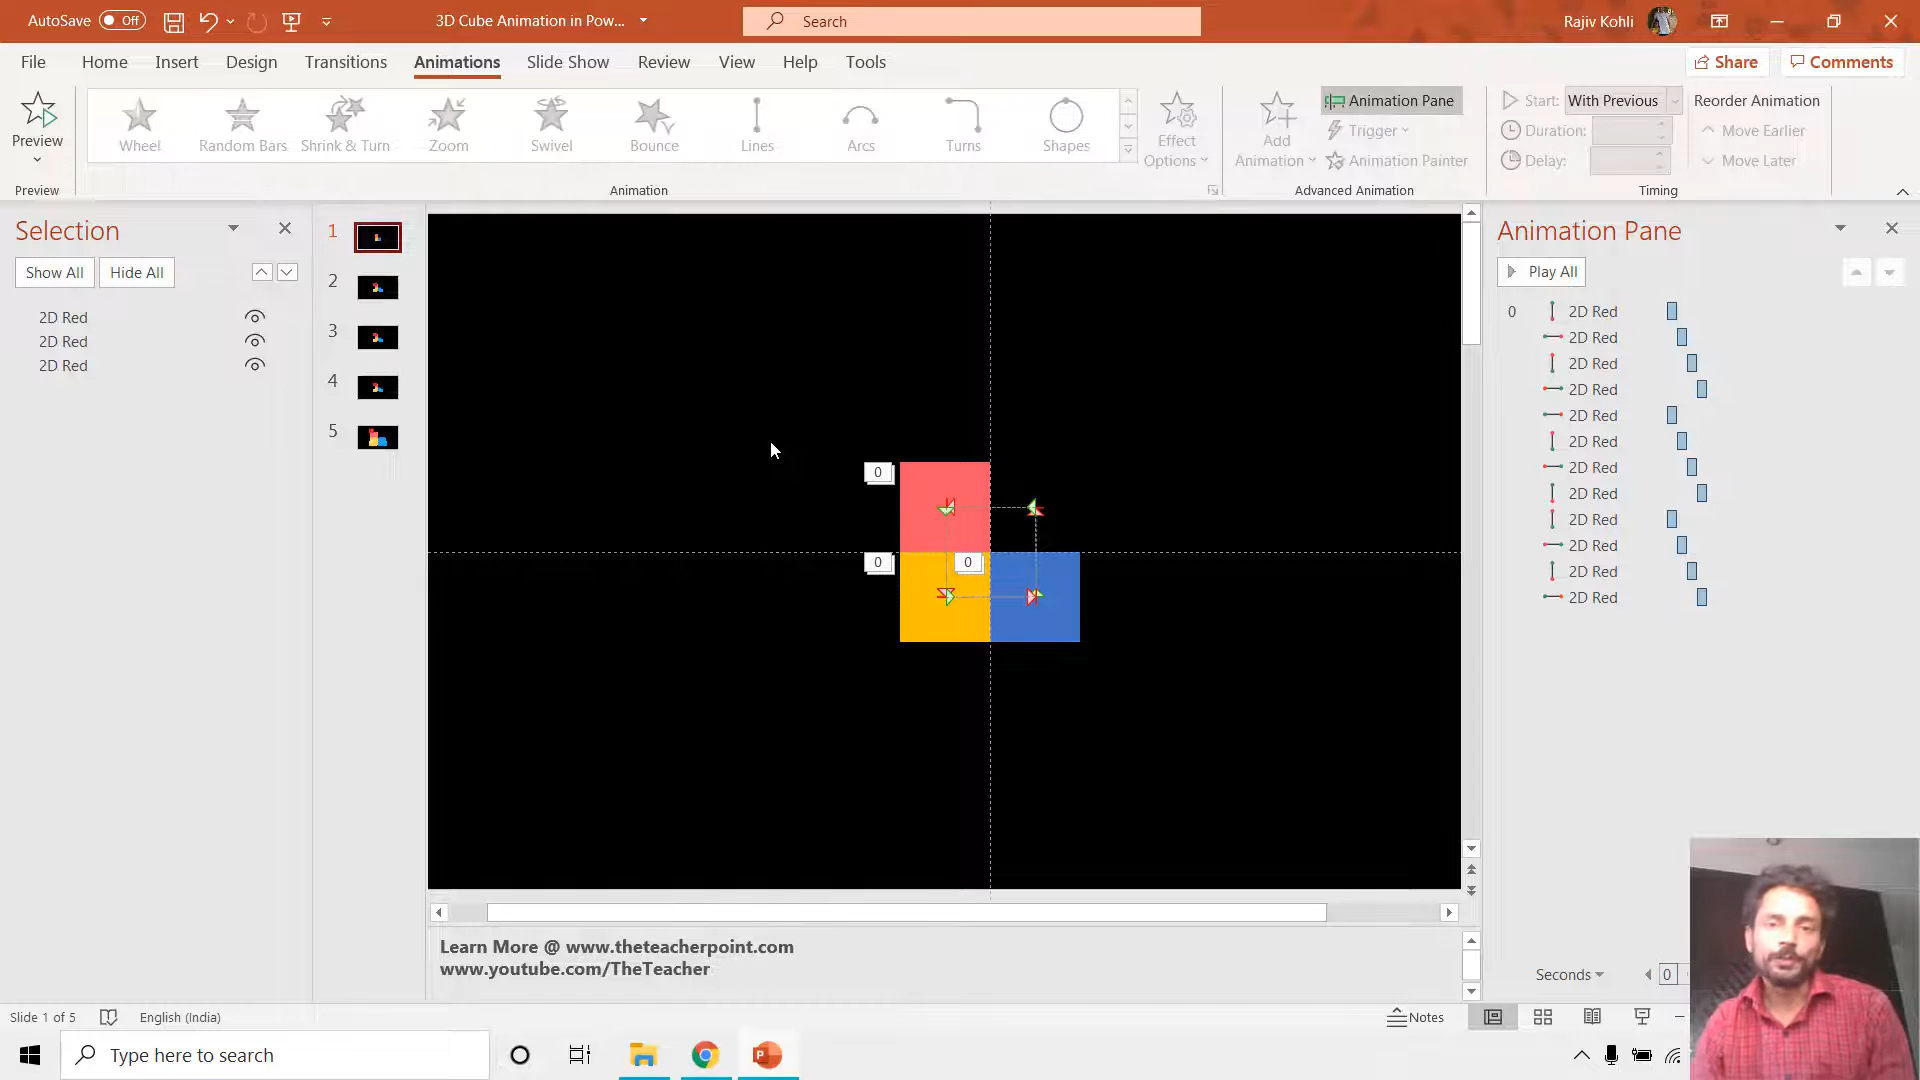 AutoSave Off 3D Cube Animation in Pow... Search Rajiv Kohli
File Home Insert Design Transitions Animations Slide Show Review View Help Tools Share Comments
Preview
Preview
Wheel Random Bars Shrink & Turn Zoom Swivel Bounce Lines Arcs Turns Shapes
Animation
Effect
Options
Add
Animation
Animation Pane
Trigger
Animation Painter
Advanced Animation
Start: With Previous
Duration:
Delay:
Reorder Animation
Move Earlier
Move Later
Timing
Selection
Show All Hide All
2D Red
2D Red
2D Red
1
2
3
4
5
0
0 0
Animation Pane
Play All
0 2D Red
2D Red
2D Red
2D Red
2D Red
2D Red
2D Red
2D Red
2D Red
2D Red
2D Red
2D Red
Seconds 0
Learn More @ www.theteacherpoint.com
www.youtube.com/TheTeacher
Slide 1 of 5 English (India) Notes
Type here to search